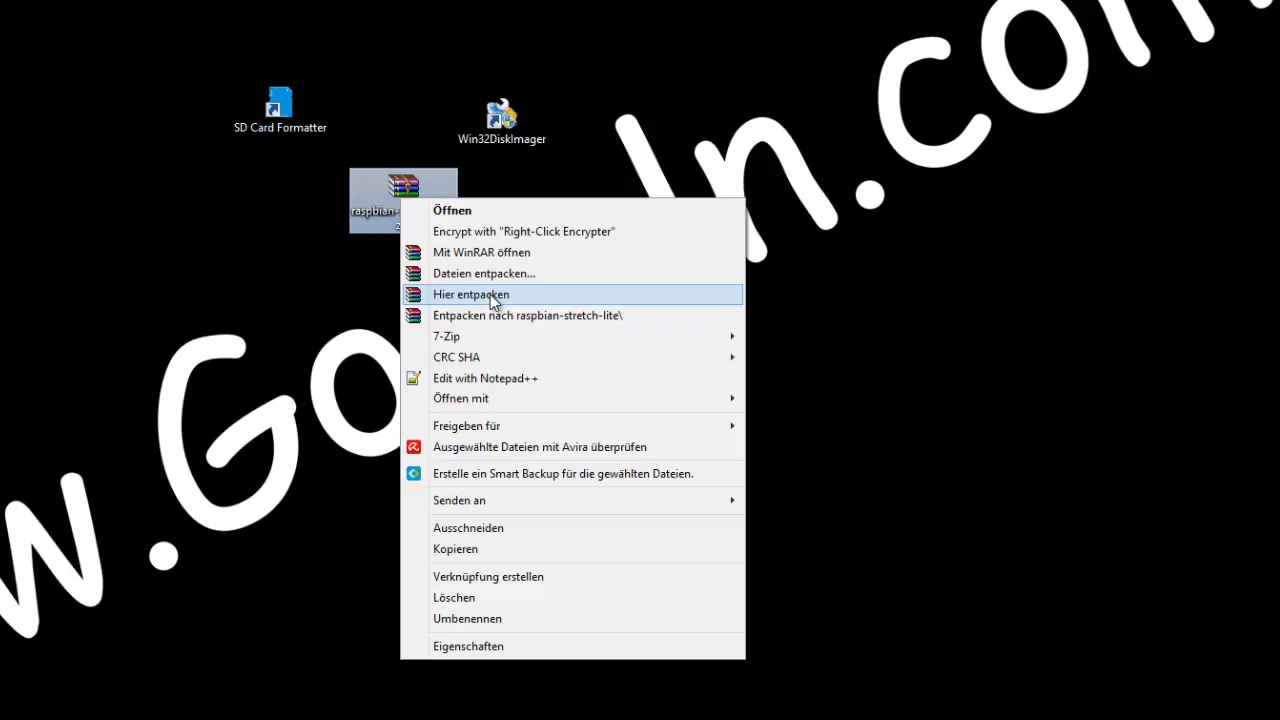 SD Card Formatter
Win32DiskImager
raspbian-
Öffnen
Encrypt with "Right-Click Encrypter"
Mit WinRAR öffnen
Dateien entpacken...
Hier entpacken
Entpacken nach raspbian-stretch-lite\
7-Zip
CRC SHA
Edit with Notepad++
Öffnen mit
Freigeben für
Ausgewählte Dateien mit Avira überprüfen
Erstelle ein Smart Backup für die gewählten Dateien.
Senden an
Ausschneiden
Kopieren
Verknüpfung erstellen
Löschen
Umbenennen
Eigenschaften